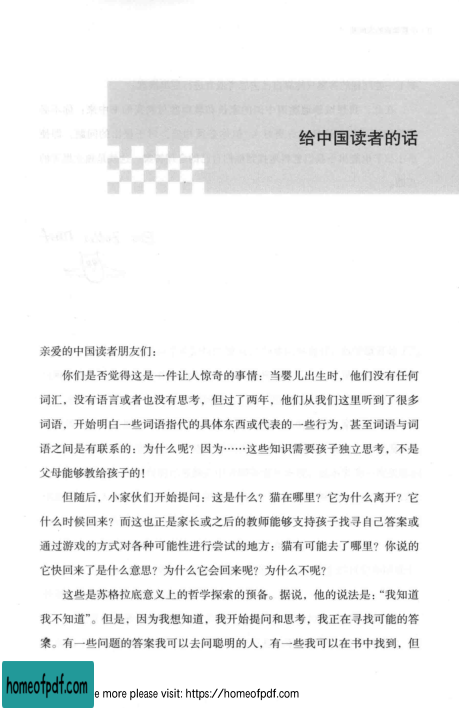 给中国读者的话
亲爱的中国读者朋友们：
你们是否觉得这是一件让人惊奇的事情：当婴儿出生时，他们没有任何
词汇，没有语言或者也没有思考，但过了两年，他们从我们这里听到了很多
词语，开始明白一些词语指代的具体东西或代表的一些行为，甚至词语与词
语之间是有联系的：为什么呢？因为……这些知识需要孩子独立思考，不是
父母能够教给孩子的！
但随后，小家伙们开始提问：这是什么？猫在哪里？它为什么离开？它
什么时候回来？而这也正是家长或之后的教师能够支持孩子找寻自己答案或
通过游戏的方式对各种可能性进行尝试的地方：猫有可能去了哪里？你说的
它快回来了是什么意思？为什么它会回来呢？为什么不呢？
这些是苏格拉底意义上的哲学探索的预备。据说，他的说法是：“我知道
我不知道”。但是，因为我想知道，我开始提问和思考，我正在寻找可能的答
案。有一些问题的答案我可以去问聪明的人，有一些我可以在书中找到，但
homeofpdf.com
e more please visit: https://homeofpdf.com